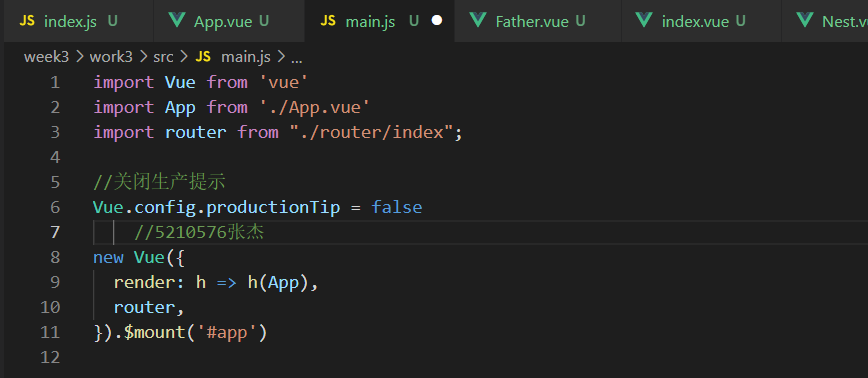 JS index.js U App.vue U JS main.js U Father.vue U index.vue U Nest.v
week3 > work3 > src > JS main.js > ...
1 import Vue from 'vue'
2 import App from './App.vue'
3 import router from "./router/index";
4
5 //关闭生产提示
6 Vue.config.productionTip = false
7 //5210576张杰
8 new Vue({
9 render: h => h(App),
10 router,
11 }).$mount('#app')
12